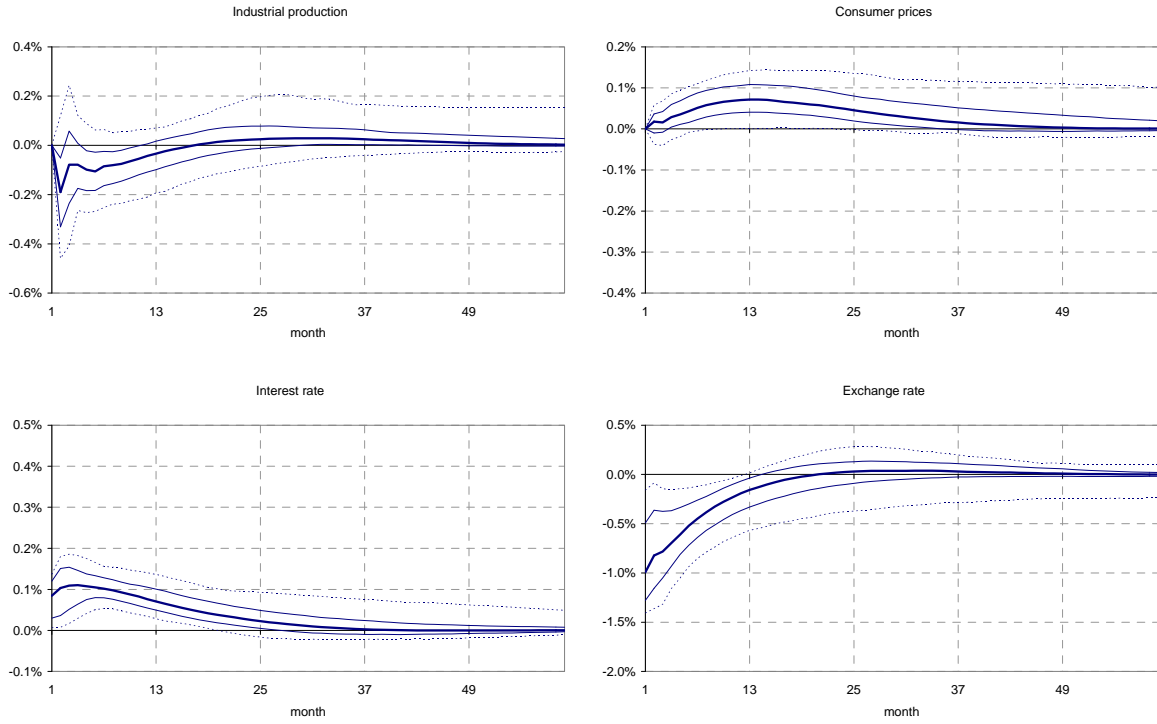 Industrial production
0.4%
0.2%
0.0%
-0.2%
-0.4%
-0.6%
1 13 25 37 49
month
Consumer prices
0.2%
0.1%
0.0%
-0.1%
-0.2%
-0.3%
-0.4%
1 13 25 37 49
month
Interest rate
0.5%
0.4%
0.3%
0.2%
0.1%
0.0%
-0.1%
1 13 25 37 49
month
Exchange rate
0.5%
0.0%
-0.5%
-1.0%
-1.5%
-2.0%
1 13 25 37 49
month